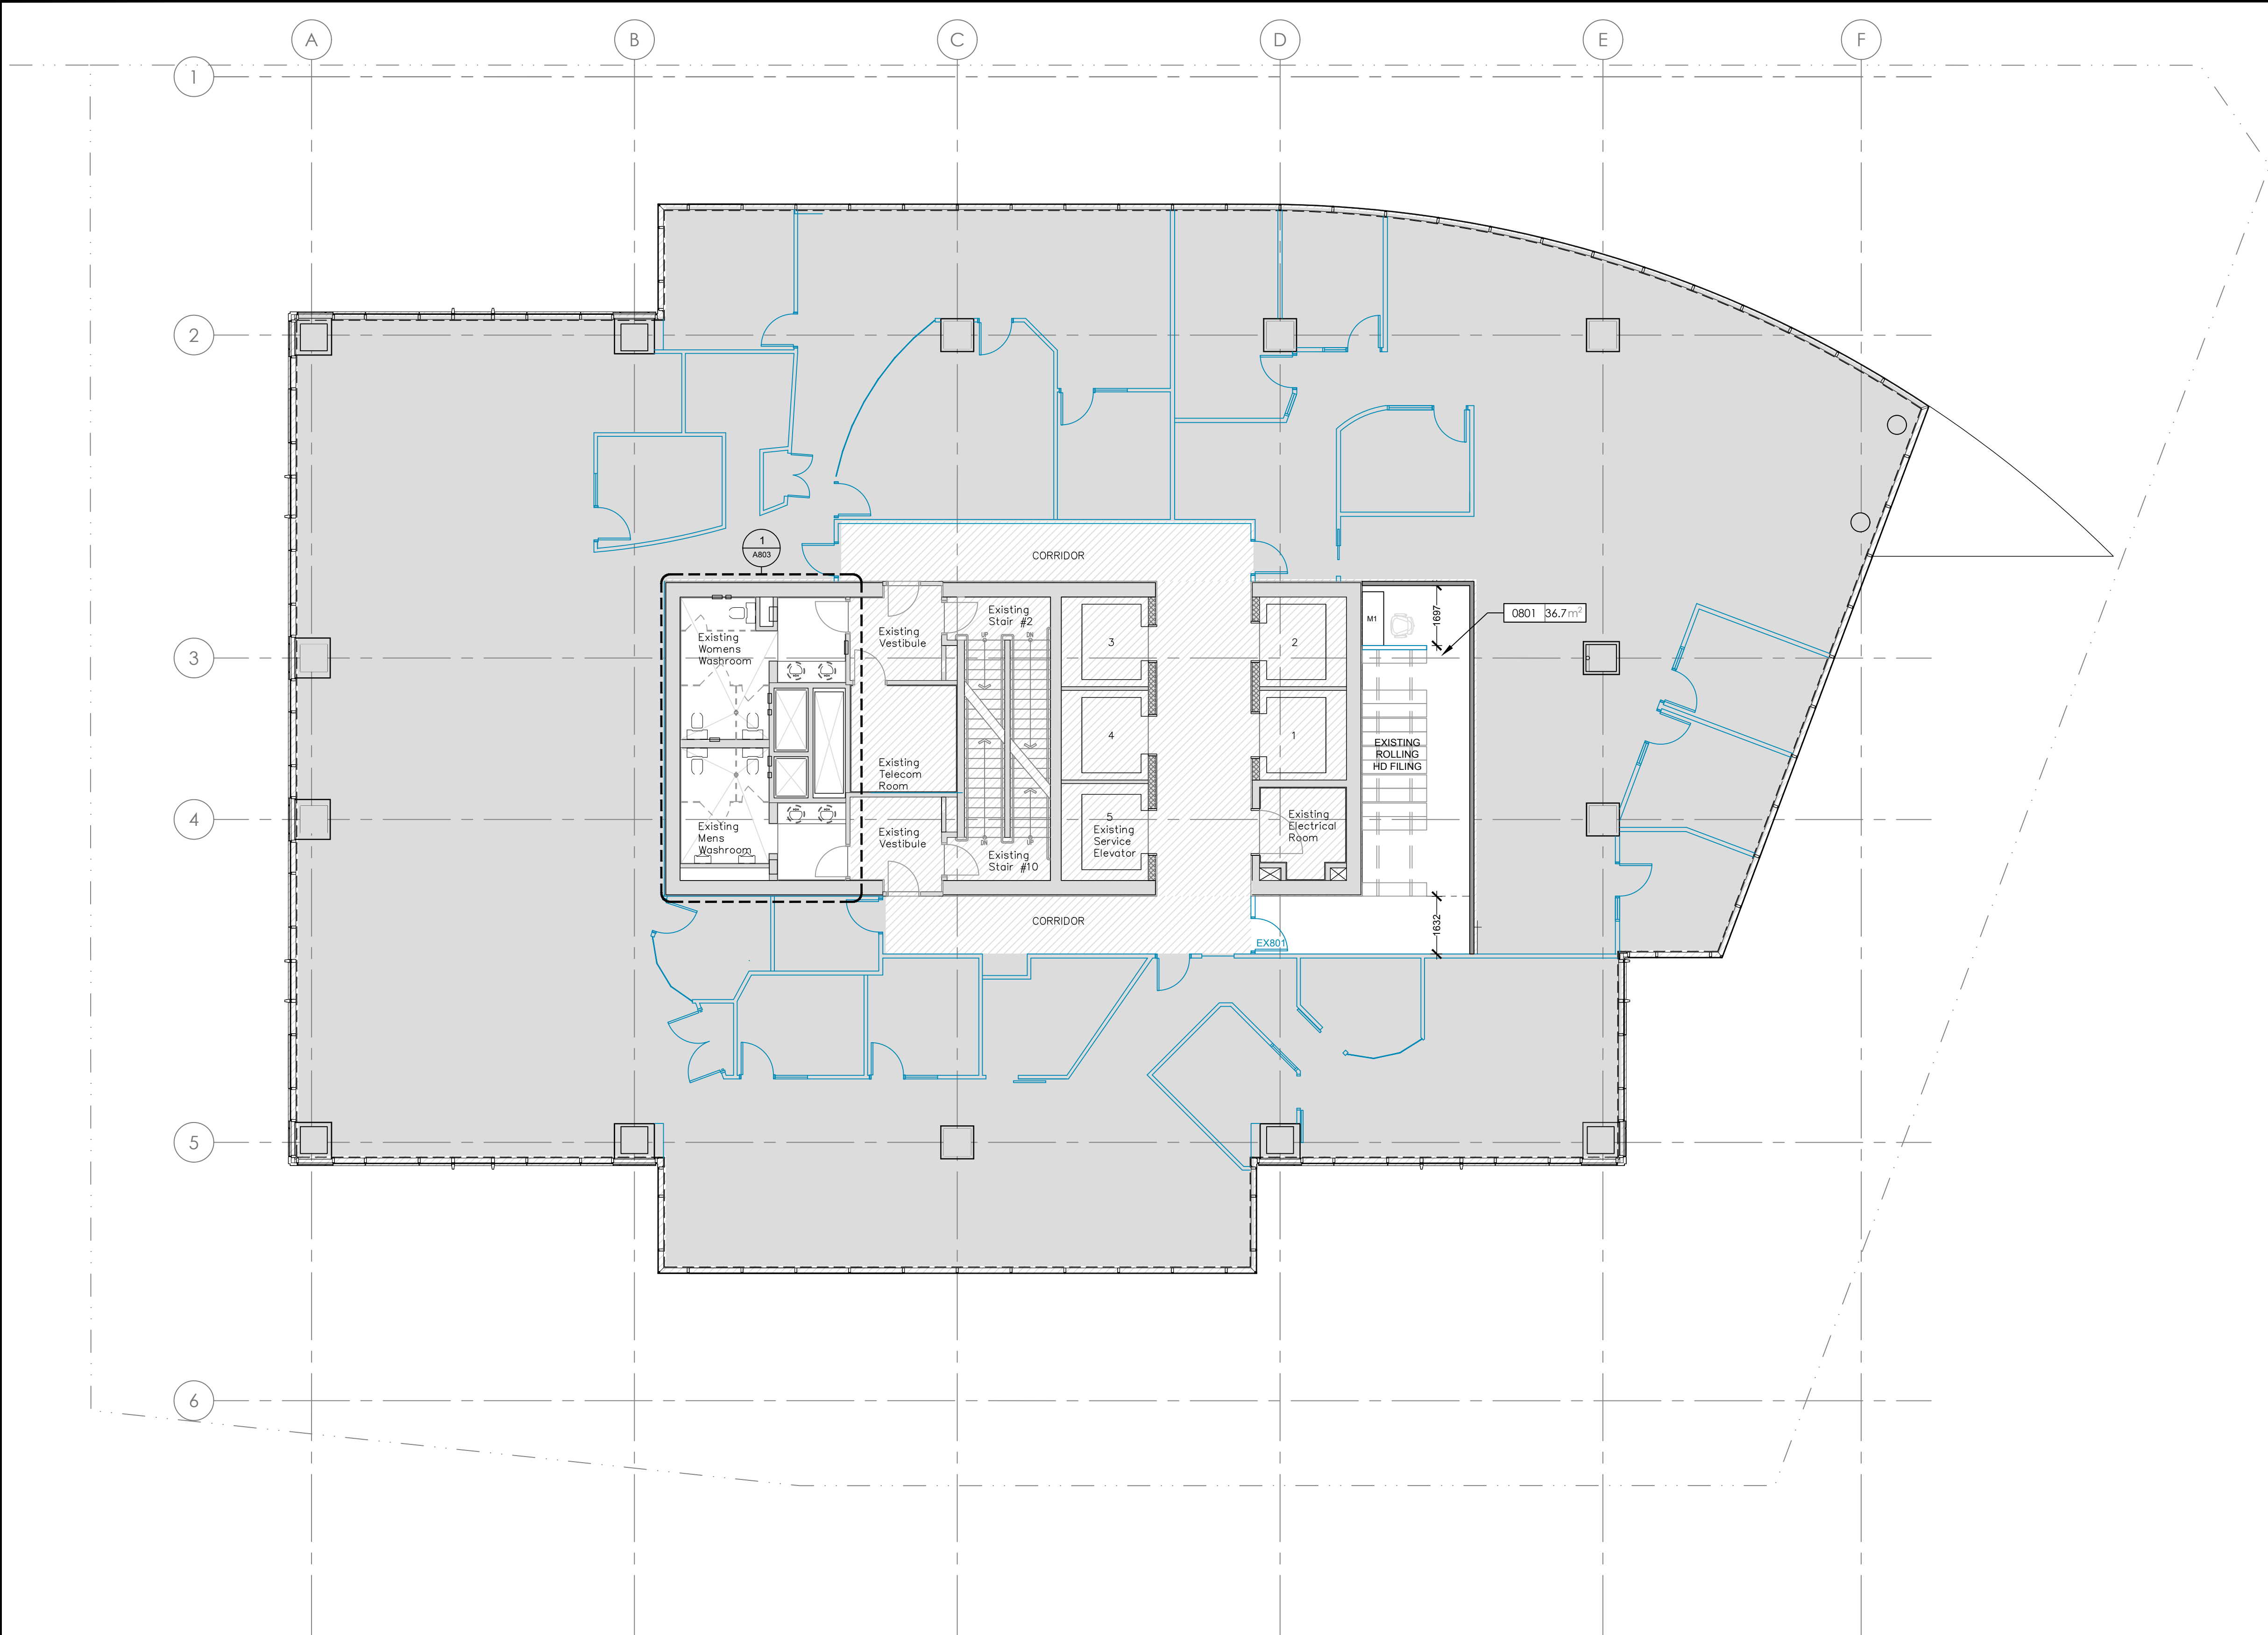 A
B
C
D
E
F
1
2
3
4
5
6
1
A803
CORRIDOR
Existing
Womens
Washroom
Existing
Vestibule
Existing
Stair #2
UP
DN
3
2
M1
1697
0801 36.7m²
4
1
EXISTING
ROLLING
HD FILING
Existing
Telecom
Room
Existing
Mens
Washroom
Existing
Vestibule
DN
UP
Existing
Stair #10
5
Existing
Service
Elevator
Existing
Electrical
Room
CORRIDOR
EX801
1632